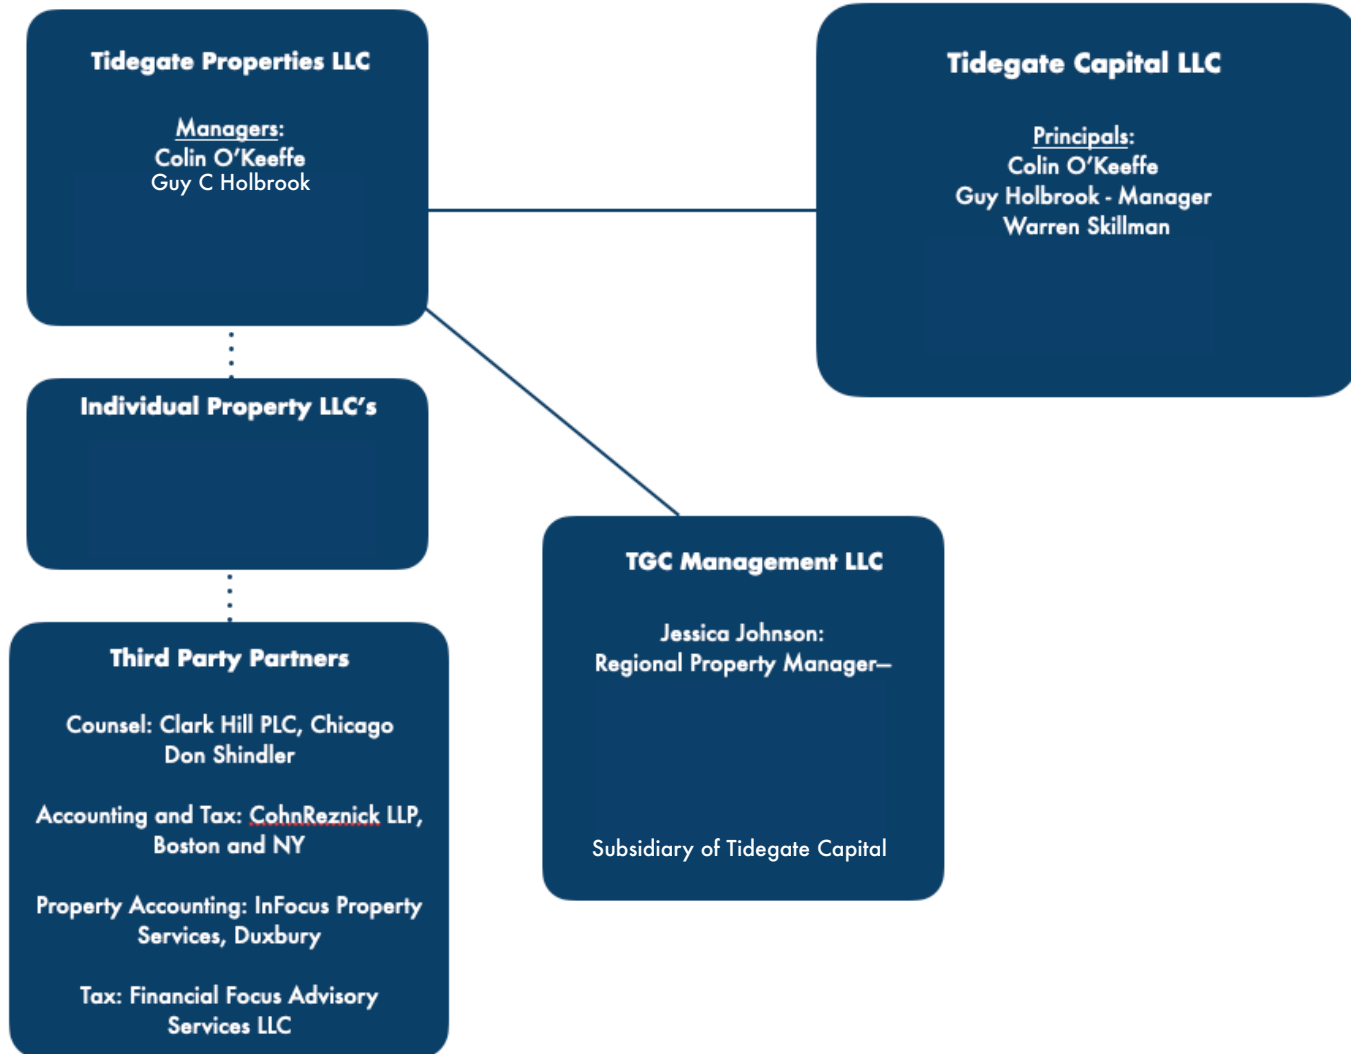 Tidegate Properties LLC
Managers:
Colin O’Keeffe
Guy C Holbrook
Tidegate Capital LLC
Principals:
Colin O’Keeffe
Guy Holbrook - Manager
Warren Skillman
Individual Property LLC’s
TGC Management LLC
Jessica Johnson:
Regional Property Manager—
Subsidiary of Tidegate Capital
Third Party Partners
Counsel: Clark Hill PLC, Chicago
Don Shindler
Accounting and Tax: CohnReznick LLP,
Boston and NY
Property Accounting: InFocus Property
Services, Duxbury
Tax: Financial Focus Advisory
Services LLC